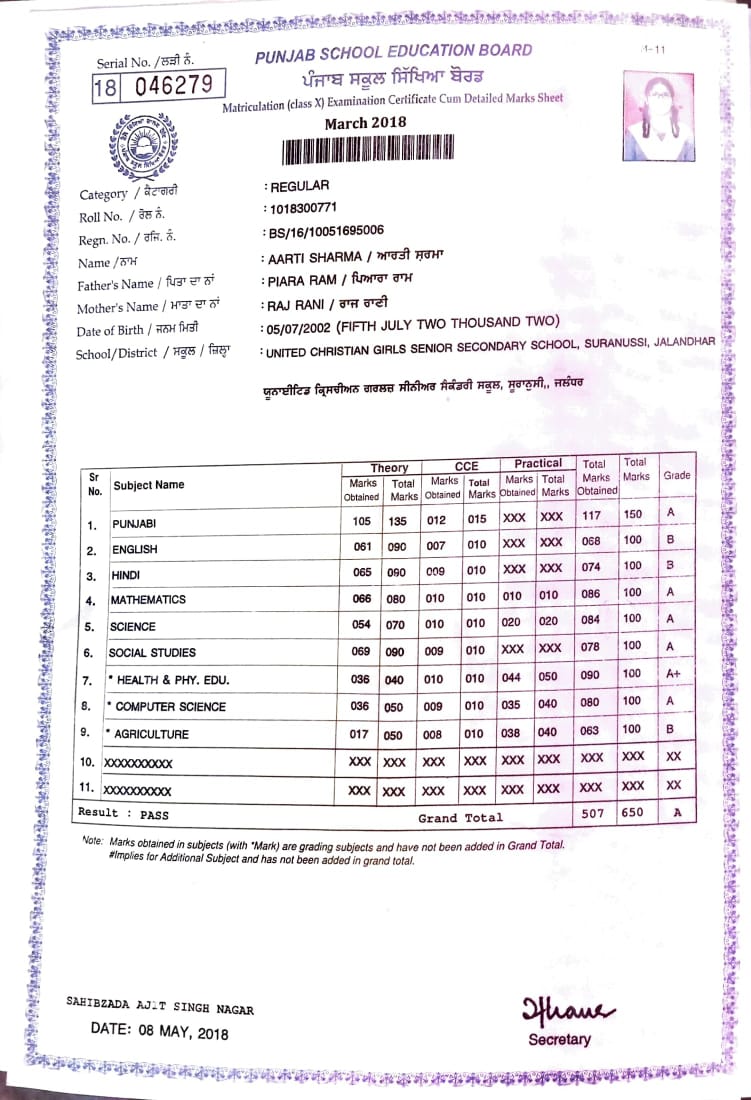 Serial No. /ਲੜੀ ਨੰ.
18 046279
PUNJAB SCHOOL EDUCATION BOARD
ਪੰਜਾਬ ਸਕੂਲ ਸਿੱਖਿਆ ਬੋਰਡ
Matriculation (class X) Examination Certificate Cum Detailed Marks Sheet
March 2018
Category / ਕੈਟਾਗਰੀ : REGULAR
Roll No. / ਰੋਲ ਨੰ. : 1018300771
Regn. No. / ਰਜਿ. ਨੰ. : BS/16/10051695006
Name /ਨਾਮ : AARTI SHARMA / ਆਰਤੀ ਸ਼ਰਮਾ
Father's Name / ਪਿਤਾ ਦਾ ਨਾਂ : PIARA RAM / ਪਿਆਰਾ ਰਾਮ
Mother's Name / ਮਾਤਾ ਦਾ ਨਾਂ : RAJ RANI / ਰਾਜ ਰਾਣੀ
Date of Birth / ਜਨਮ ਮਿਤੀ : 05/07/2002 (FIFTH JULY TWO THOUSAND TWO)
School/District / ਸਕੂਲ / ਜ਼ਿਲ੍ਹਾ : UNITED CHRISTIAN GIRLS SENIOR SECONDARY SCHOOL, SURANUSSI, JALANDHAR
ਯੂਨਾਈਟਿਡ ਕ੍ਰਿਸਚੀਅਨ ਗਰਲਜ਼ ਸੀਨੀਅਰ ਸੈਕੰਡਰੀ ਸਕੂਲ, ਸੂਰਾਨੁਸੀ,, ਜਲੰਧਰ
Sr No. Subject Name Theory CCE Practical Total Marks Obtained Total Marks Grade
Marks Obtained Total Marks Marks Obtained Total Marks Marks Obtained Total Marks
1. PUNJABI 105 135 012 015 XXX XXX 117 150 A
2. ENGLISH 061 090 007 010 XXX XXX 068 100 B
3. HINDI 065 090 009 010 XXX XXX 074 100 B
4. MATHEMATICS 066 080 010 010 010 010 086 100 A
5. SCIENCE 054 070 010 010 020 020 084 100 A
6. SOCIAL STUDIES 069 090 009 010 XXX XXX 078 100 A
7. * HEALTH & PHY. EDU. 036 040 010 010 044 050 090 100 A+
8. * COMPUTER SCIENCE 036 050 009 010 035 040 080 100 A
9. * AGRICULTURE 017 050 008 010 038 040 063 100 B
10. XXXXXXXXXX XXX XXX XXX XXX XXX XXX XXX XXX XX
11. XXXXXXXXXX XXX XXX XXX XXX XXX XXX XXX XXX XX
Result : PASS Grand Total 507 650 A
Note: Marks obtained in subjects (with *Mark) are grading subjects and have not been added in Grand Total.
#Implies for Additional Subject and has not been added in grand total.
SAHIBZADA AJIT SINGH NAGAR
DATE: 08 MAY, 2018
Secretary